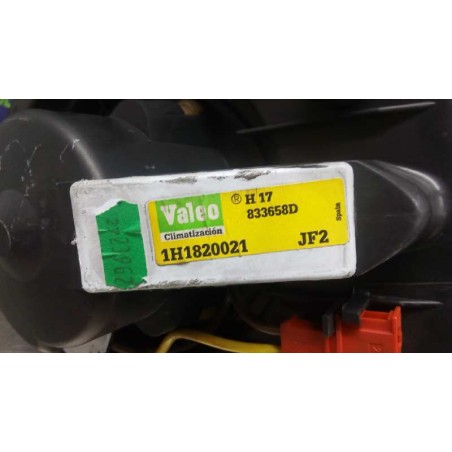 Valeo
Climatización
Ⓡ H 17
833658D
1H1820021
JF2
Spain